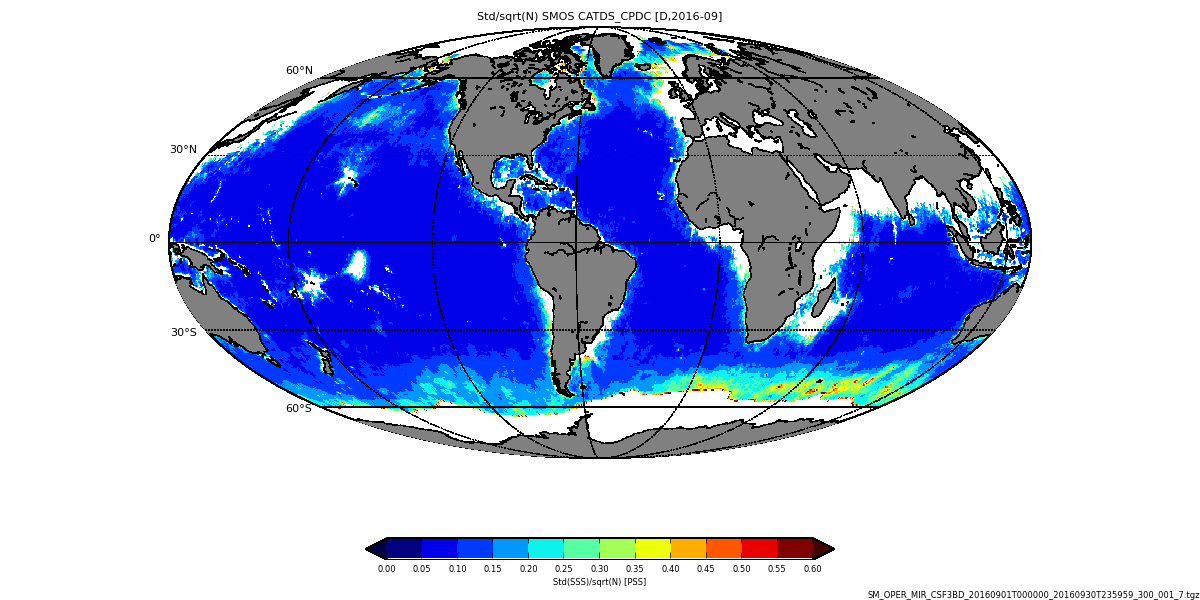 Std/sqrt(N) SMOS CATDS_CPDC [D,2016-09]
60°N
30°N
0°
30°S
60°S
0.00 0.05 0.10 0.15 0.20 0.25 0.30 0.35 0.40 0.45 0.50 0.55 0.60
Std(SSS)/sqrt(N) [PSS]
SM_OPER_MIR_CSF3BD_20160901T000000_20160930T235959_300_001_7.tgz